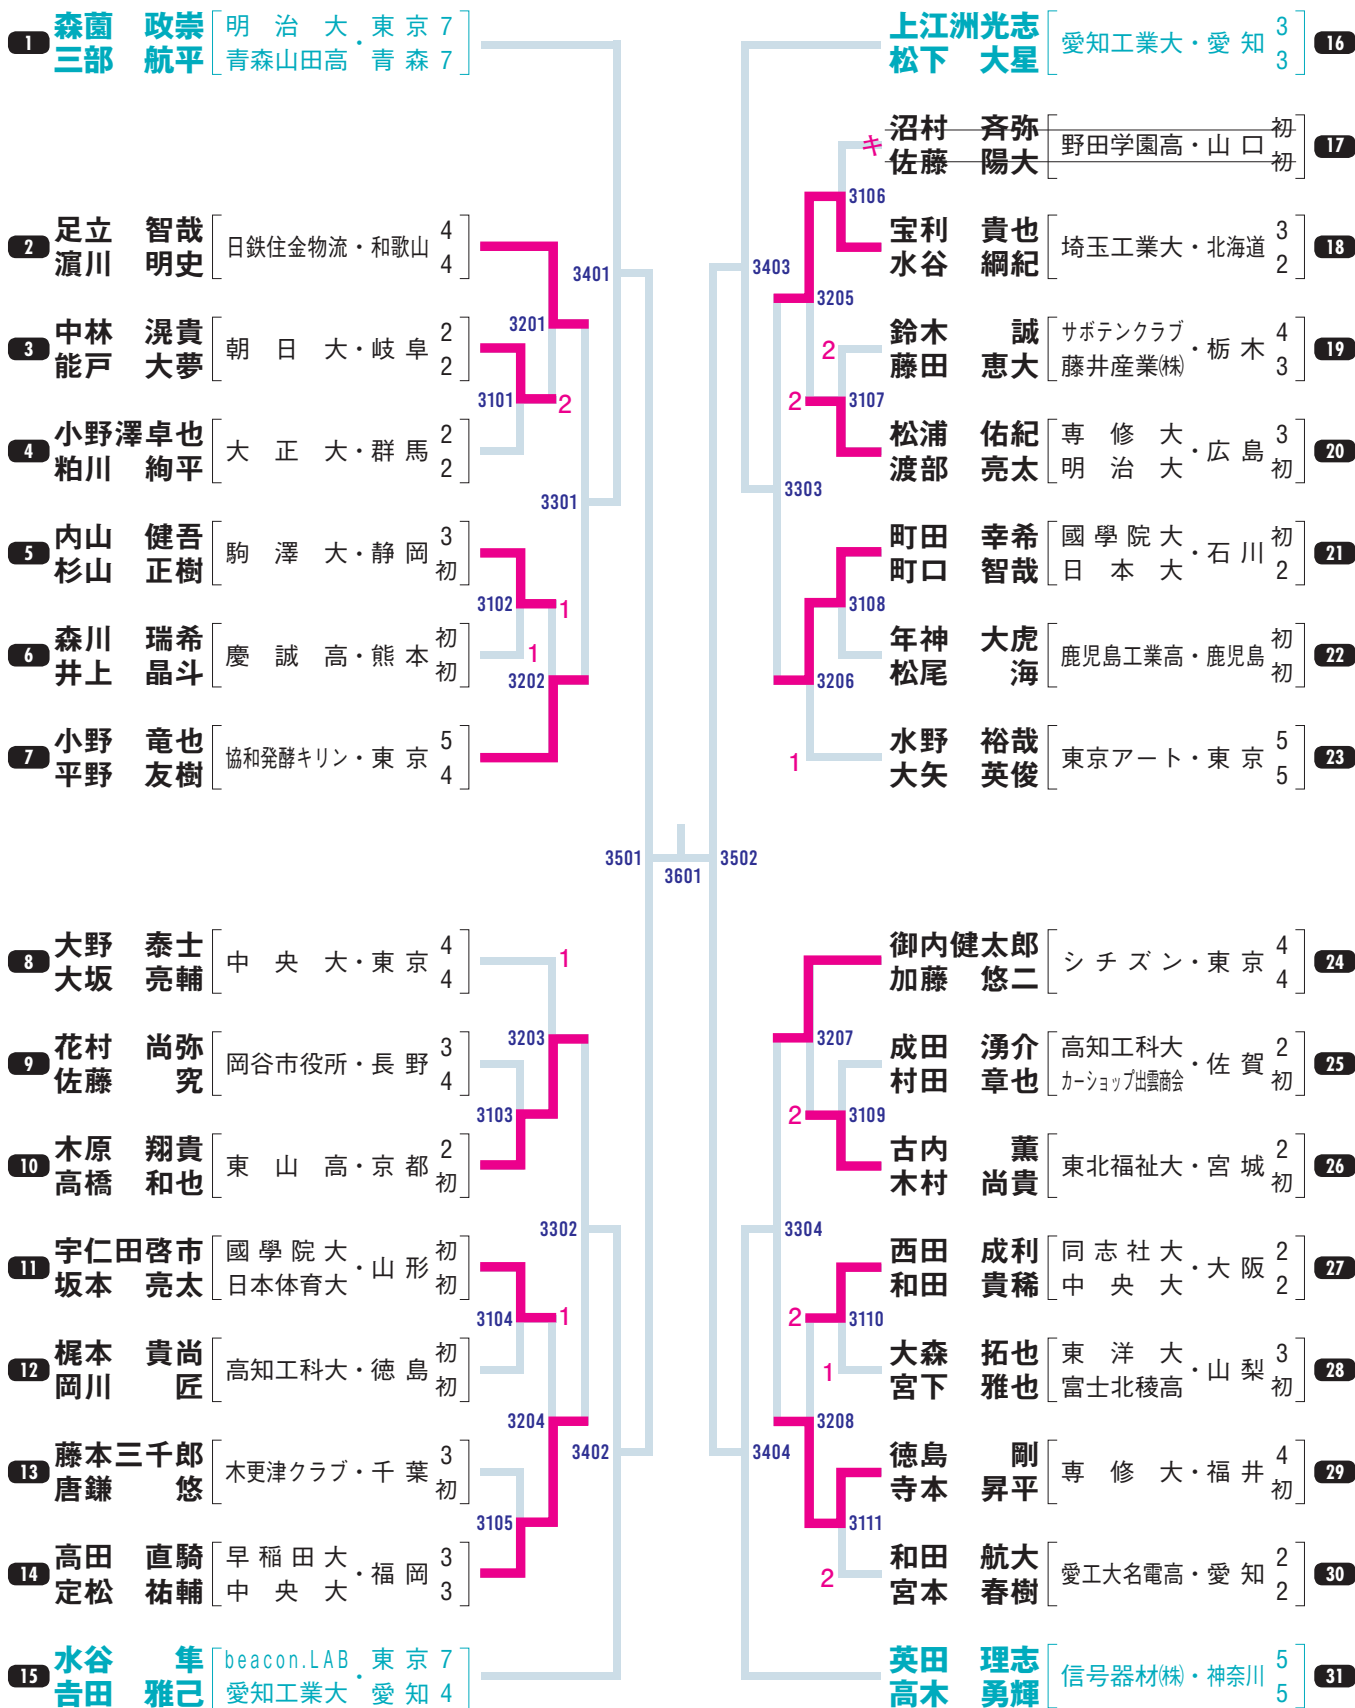 1 森薗 政崇 明治大・東京 7
三部 航平 青森山田高 青森 7
2 足立 智哉 日鉄住金物流・和歌山 4
濵川 明史 4
3 中林 滉貴 朝日大・岐阜 2
能戸 大夢 2
4 小野澤卓也 大正大・群馬 2
粕川 絢平 2
5 内山 健吾 駒澤大・静岡 3
杉山 正樹 初
6 森川 瑞希 慶誠高・熊本 初
井上 晶斗 初
7 小野 竜也 協和発酵キリン・東京 5
平野 友樹 4
8 大野 泰士 中央大・東京 4
大坂 亮輔 4
9 花村 尚弥 岡谷市役所・長野 3
佐藤 究 4
10 木原 翔貴 東山高・京都 2
高橋 和也 初
11 宇仁田啓市 國學院大・山形 初
坂本 亮太 日本体育大 初
12 梶本 貴尚 高知工科大・徳島 初
岡川 匠 初
13 藤本三千郎 木更津クラブ・千葉 3
唐鎌 悠 初
14 高田 直騎 早稲田大・福岡 3
定松 祐輔 中央大 3
15 水谷 隼 beacon.LAB・東京 7
𠮷田 雅己 愛知工業大 愛知 4
3401
3201
3101
2
3301
3102
1
1
3202
3501
1
3203
3103
3302
3104
1
3204
3402
3105
3601
3502
3403
キ
3106
3205
2
2
3107
3303
3108
3206
1
3207
2
3109
3304
2
3110
1
3208
3404
3111
2
上江洲光志 愛知工業大・愛知 3 16
松下 大星 3
沼村 斉弥 野田学園高・山口 初 17
佐藤 陽大 初
宝利 貴也 埼玉工業大・北海道 3 18
水谷 綱紀 2
鈴木 誠 サボテンクラブ・栃木 4 19
藤田 恵大 藤井産業㈱ 3
松浦 佑紀 専修大・広島 3 20
渡部 亮太 明治大 初
町田 幸希 國學院大・石川 初 21
町口 智哉 日本大 2
年神 大虎 鹿児島工業高・鹿児島 初 22
松尾 海 初
水野 裕哉 東京アート・東京 5 23
大矢 英俊 5
御内健太郎 シチズン・東京 4 24
加藤 悠二 4
成田 湧介 高知工科大・佐賀 2 25
村田 章也 カーショップ出雲商会 初
古内 薫 東北福祉大・宮城 2 26
木村 尚貴 初
西田 成利 同志社大・大阪 2 27
和田 貴稀 中央大 2
大森 拓也 東洋大・山梨 3 28
宮下 雅也 富士北稜高 初
徳島 剛 専修大・福井 4 29
寺本 昇平 初
和田 航大 愛工大名電高・愛知 2 30
宮本 春樹 2
英田 理志 信号器材㈱・神奈川 5 31
高木 勇輝 5